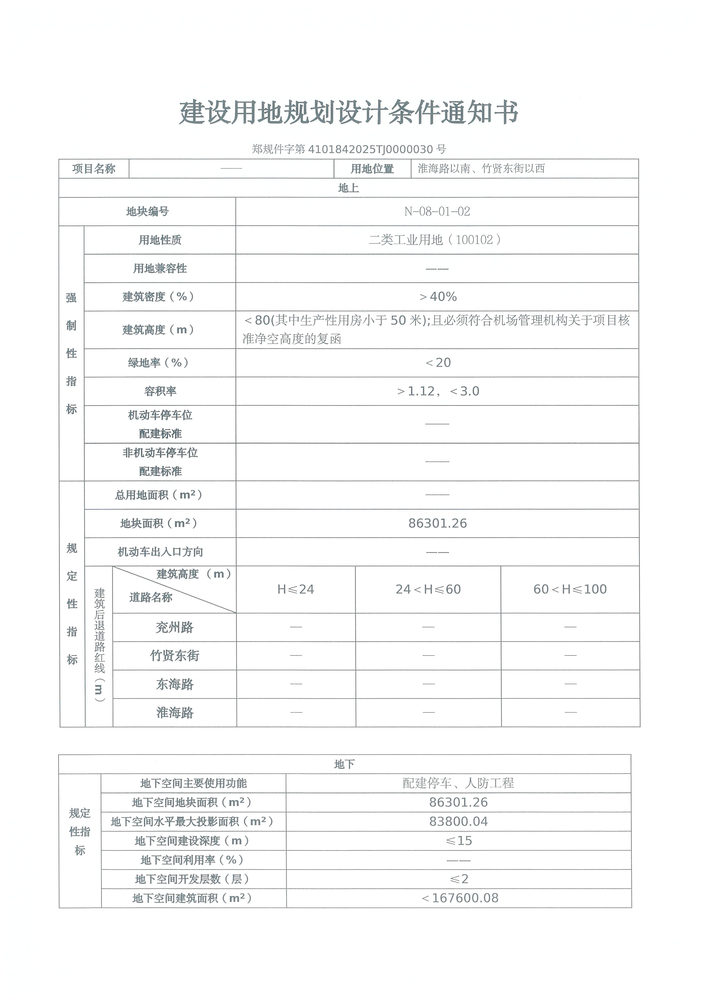 建设用地规划设计条件通知书
郑规件字第 4101842025TJ0000030 号
项目名称 —— 用地位置 淮海路以南、竹贤东街以西
地上
地块编号 N—08—01—02
强制性指标
用地性质 二类工业用地（100102）
用地兼容性 ——
建筑密度（%） ＞40%
建筑高度（m） ＜80(其中生产性用房小于 50 米);且必须符合机场管理机构关于项目核
准净空高度的复函
绿地率（%） ＜20
容积率 ＞1.12，＜3.0
机动车停车位
配建标准 ——
非机动车停车位
配建标准 ——
规定性指标
总用地面积（m²） ——
地块面积（m²） 86301.26
机动车出入口方向 ——
建筑后退道路红线（m）
建筑高度 （m）
道路名称 H≤24 24＜H≤60 60＜H≤100
兖州路 — — —
竹贤东街 — — —
东海路 — — —
淮海路 — — —
地下
规定
性指
标
地下空间主要使用功能 配建停车、人防工程
地下空间地块面积（m²） 86301.26
地下空间水平最大投影面积（m²） 83800.04
地下空间建设深度（m） ≤15
地下空间利用率（%） ——
地下空间开发层数（层） ≤2
地下空间建筑面积（m²） ＜167600.08